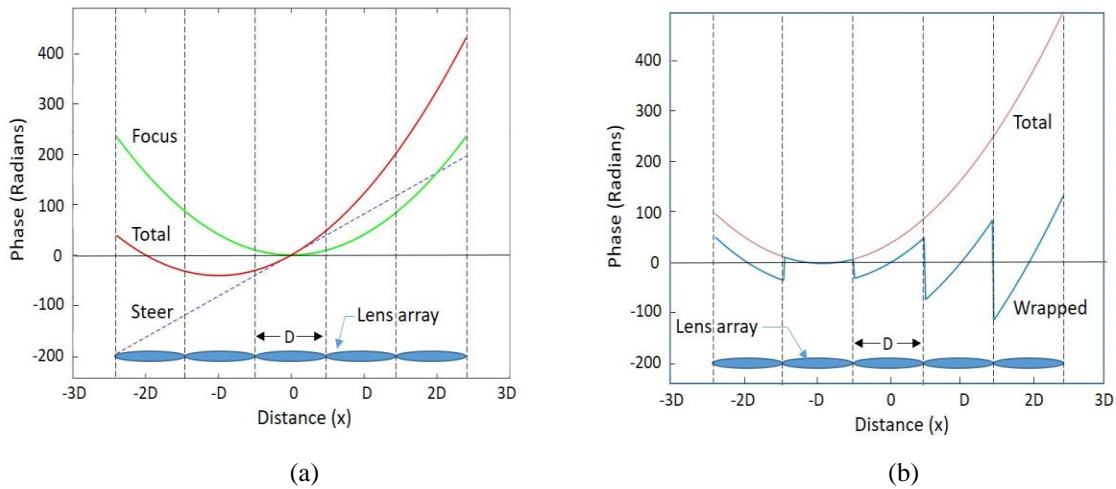 Phase (Radians)
400
300
200
100
0
-100
-200
Focus
Total
Steer
D
Lens array
-3D
-2D
-D
0
D
2D
3D
Distance (x)
(a)
Phase (Radians)
400
300
200
100
0
-100
-200
Total
Wrapped
Lens array
D
-3D
-2D
-D
0
D
2D
3D
Distance (x)
(b)